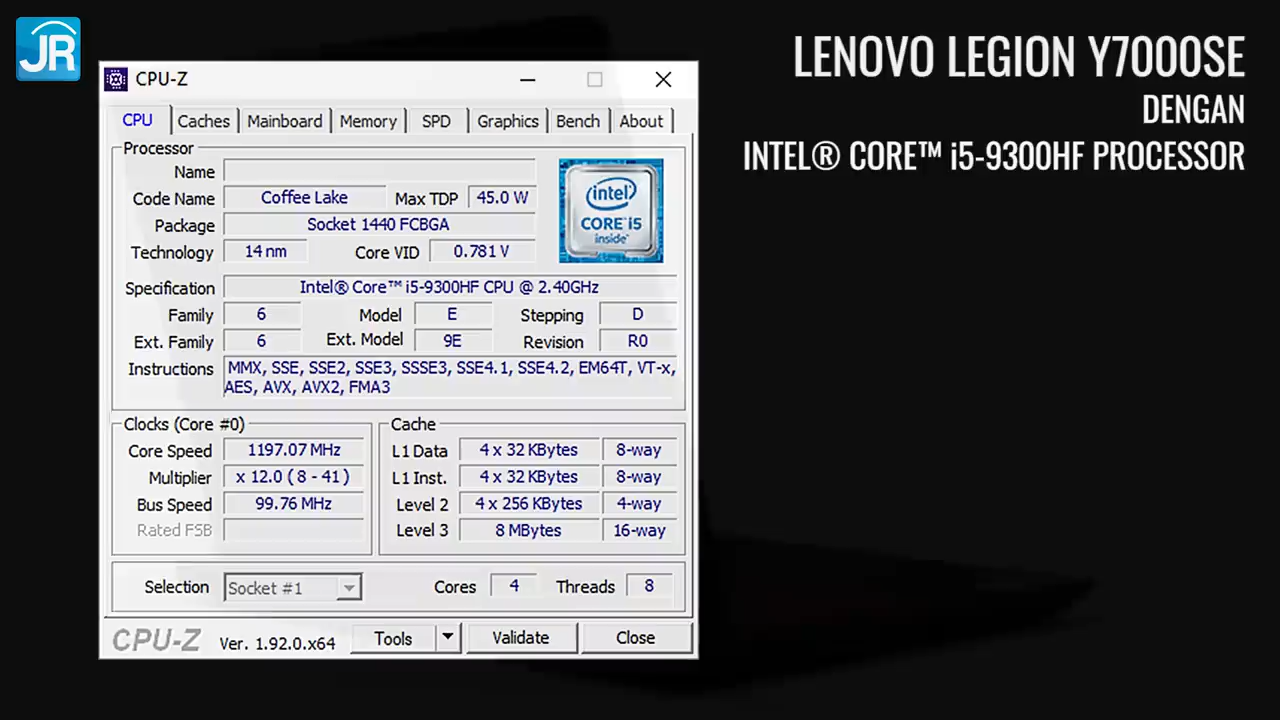 JR
LENOVO LEGION Y7000SE
DENGAN
INTEL® CORE™ i5-9300HF PROCESSOR
CPU-Z
CPU Caches Mainboard Memory SPD Graphics Bench About
Processor
Name
Code Name Coffee Lake Max TDP 45.0 W
Package Socket 1440 FCBGA
Technology 14 nm Core VID 0.781 V
intel®
CORE™ i5
inside™
Specification Intel® Core™ i5-9300HF CPU @ 2.40GHz
Family 6 Model E Stepping D
Ext. Family 6 Ext. Model 9E Revision R0
Instructions MMX, SSE, SSE2, SSE3, SSSE3, SSE4.1, SSE4.2, EM64T, VT-x,
AES, AVX, AVX2, FMA3
Clocks (Core #0)
Core Speed 1197.07 MHz
Multiplier x 12.0 ( 8 - 41 )
Bus Speed 99.76 MHz
Rated FSB
Cache
L1 Data 4 x 32 KBytes 8-way
L1 Inst. 4 x 32 KBytes 8-way
Level 2 4 x 256 KBytes 4-way
Level 3 8 MBytes 16-way
Selection Socket #1 Cores 4 Threads 8
CPU-Z Ver. 1.92.0.x64 Tools Validate Close